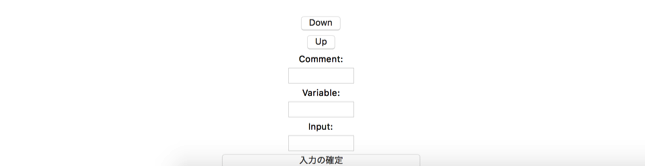 Down
Up
Comment:
Variable:
Input:
入力の確定